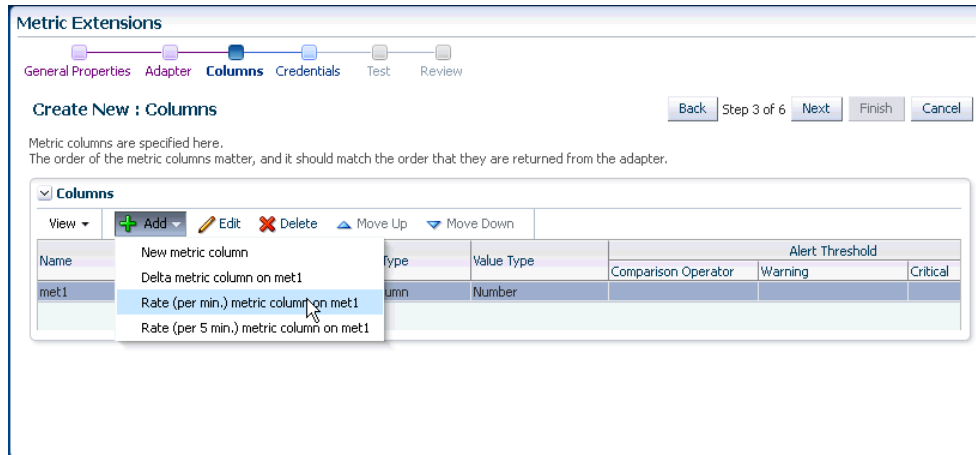 Metric Extensions
General Properties Adapter Columns Credentials Test Review
Create New : Columns
Back Step 3 of 6 Next Finish Cancel
Metric columns are specified here.
The order of the metric columns matter, and it should match the order that they are returned from the adapter.
Columns
View Add Edit Delete Move Up Move Down
New metric column
Delta metric column on met1
Rate (per min.) metric column on met1
Rate (per 5 min.) metric column on met1
Name Value Type Alert Threshold
Comparison Operator Warning Critical
met1 Number